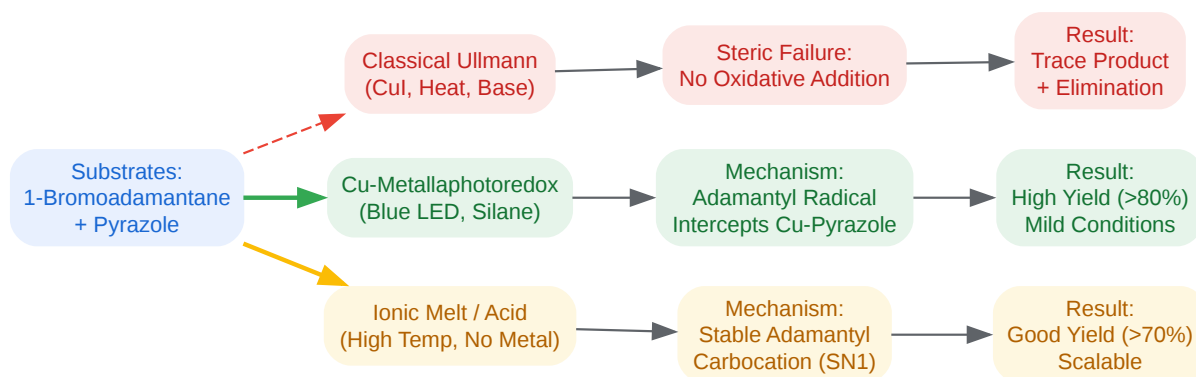 Substrates:
1-Bromoadamantane
+ Pyrazole
Classical Ullmann
(CuI, Heat, Base)
Steric Failure:
No Oxidative Addition
Result:
Trace Product
+ Elimination
Cu-Metallaphotoredox
(Blue LED, Silane)
Mechanism:
Adamantyl Radical
Intercepts Cu-Pyrazole
Result:
High Yield (>80%)
Mild Conditions
Ionic Melt / Acid
(High Temp, No Metal)
Mechanism:
Stable Adamantyl
Carbocation (SN1)
Result:
Good Yield (>70%)
Scalable